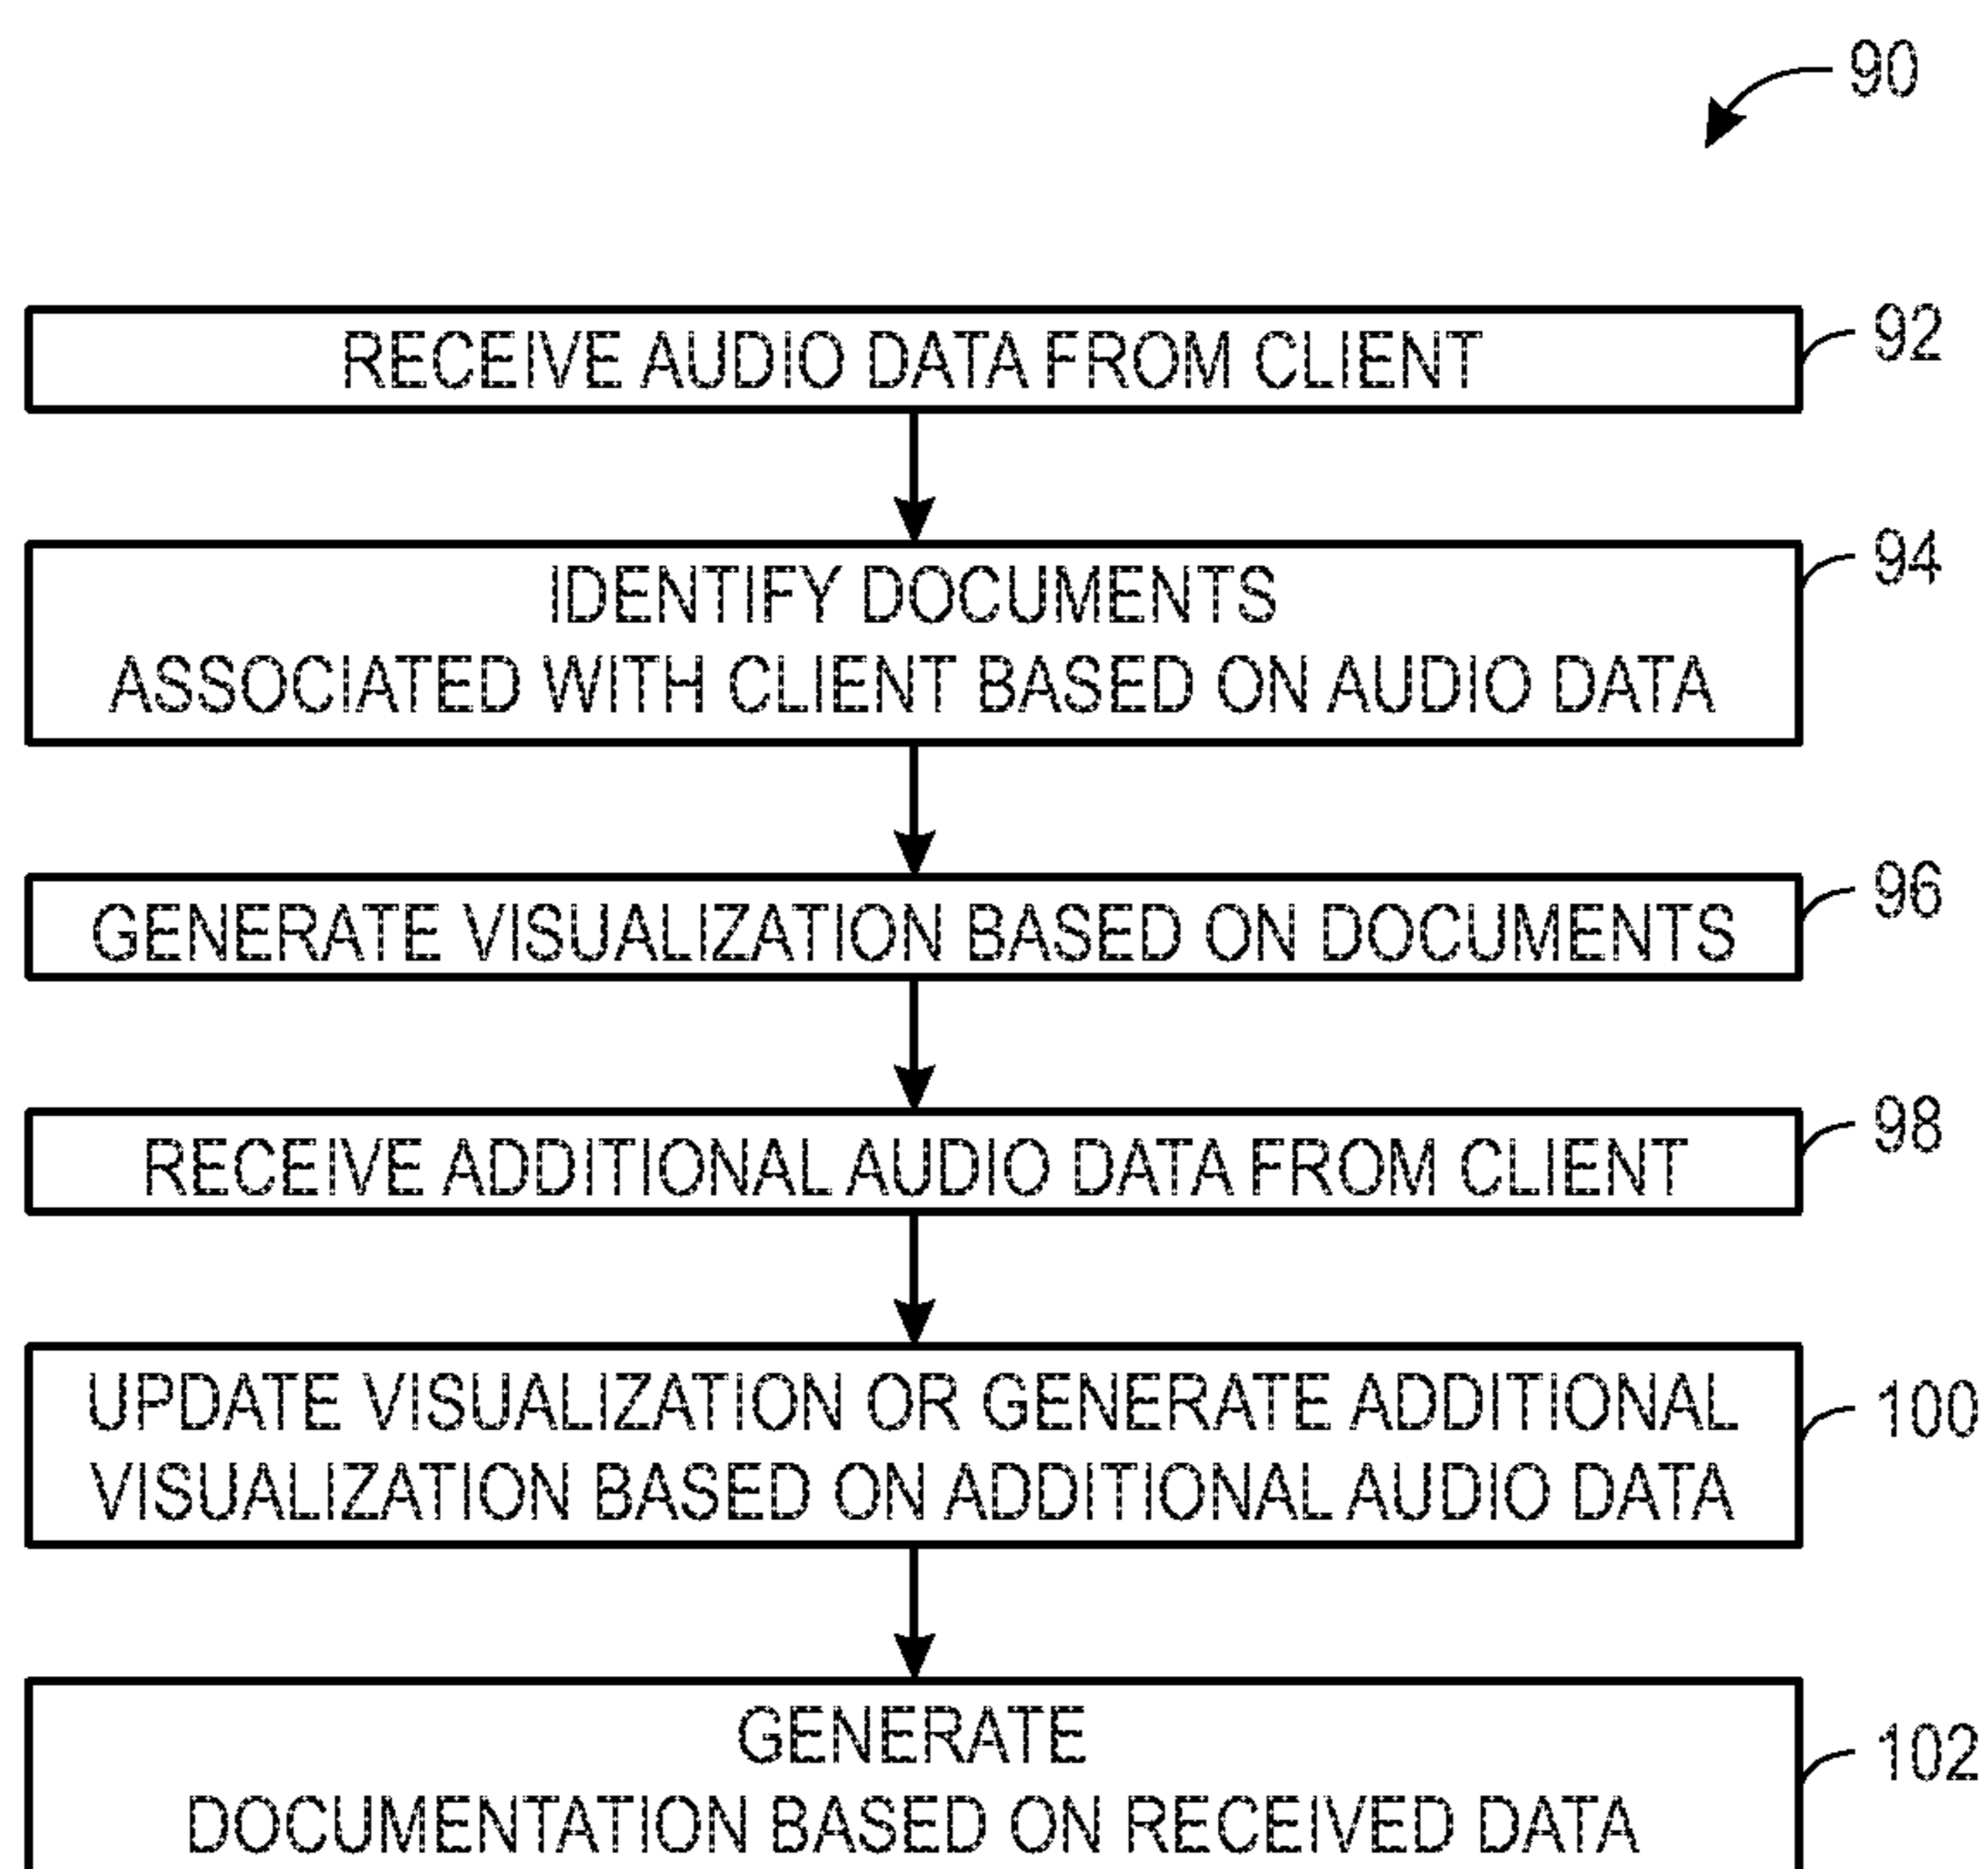 90
RECEIVE AUDIO DATA FROM CLIENT
92
IDENTIFY DOCUMENTS
ASSOCIATED WITH CLIENT BASED ON AUDIO DATA
94
GENERATE VISUALIZATION BASED ON DOCUMENTS
96
RECEIVE ADDITIONAL AUDIO DATA FROM CLIENT
98
UPDATE VISUALIZATION OR GENERATE ADDITIONAL
VISUALIZATION BASED ON ADDITIONAL AUDIO DATA
100
GENERATE
DOCUMENTATION BASED ON RECEIVED DATA
102